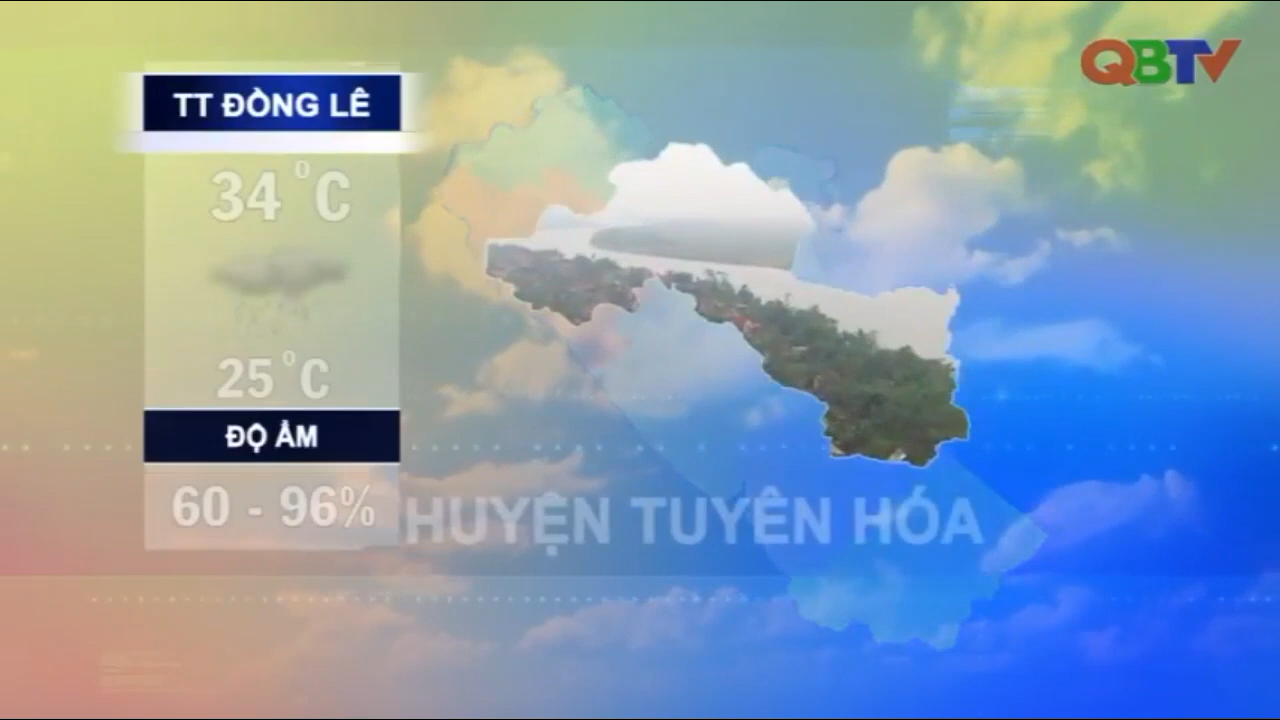 QBTV
TT ĐỒNG LÊ
34°C
25°C
ĐỘ ẨM
60 - 96%
HUYỆN TUYÊN HÓA